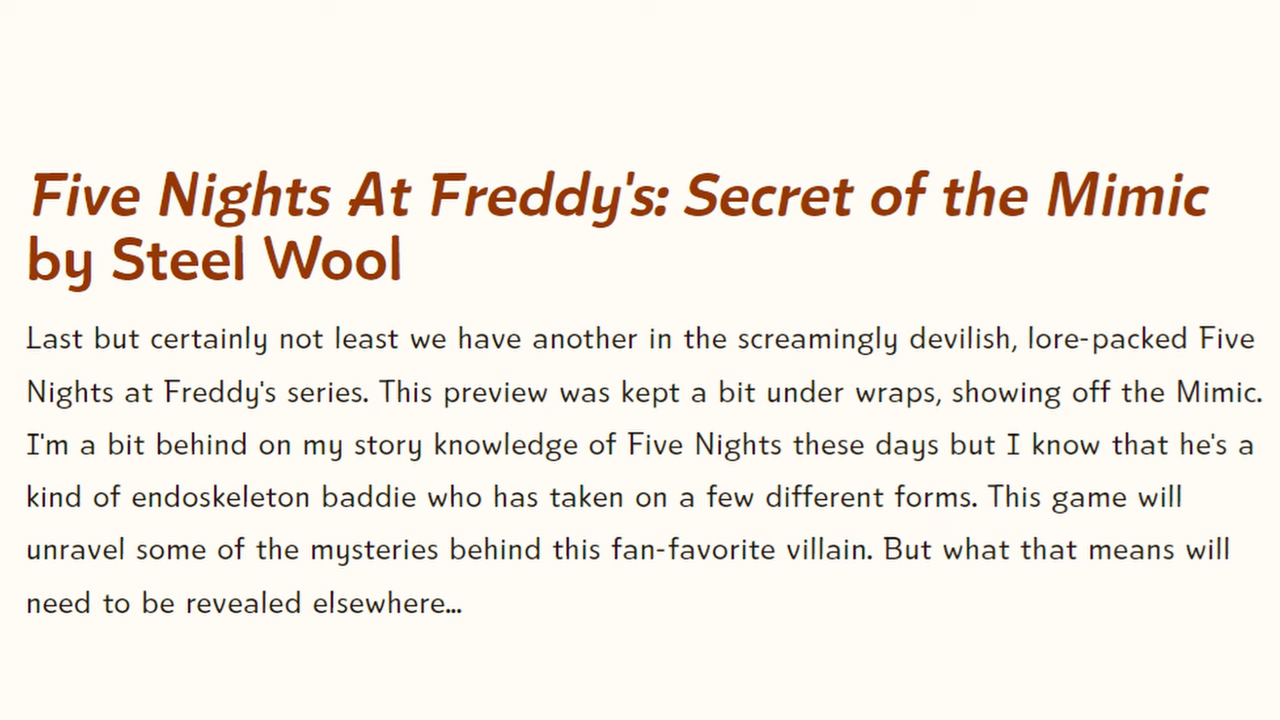 Five Nights At Freddy's: Secret of the Mimic
by Steel Wool
Last but certainly not least we have another in the screamingly devilish, lore-packed Five
Nights at Freddy's series. This preview was kept a bit under wraps, showing off the Mimic.
I'm a bit behind on my story knowledge of Five Nights these days but I know that he's a
kind of endoskeleton baddie who has taken on a few different forms. This game will
unravel some of the mysteries behind this fan-favorite villain. But what that means will
need to be revealed elsewhere...